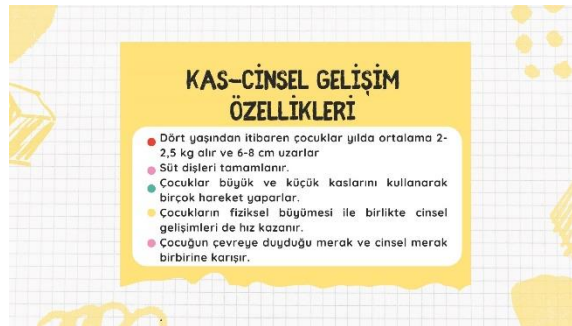 KAS-CİNSEL GELİŞİM
ÖZELLİKLERİ
Dört yaşından itibaren çocuklar yılda ortalama 2-
2,5 kg alır ve 6-8 cm uzarlar
Süt dişleri tamamlanır.
Çocuklar büyük ve küçük kaslarını kullanarak
birçok hareket yaparlar.
Çocukların fiziksel büyümesi ile birlikte cinsel
gelişimleri de hız kazanır.
Çocuğun çevreye duyduğu merak ve cinsel merak
birbirine karışır.